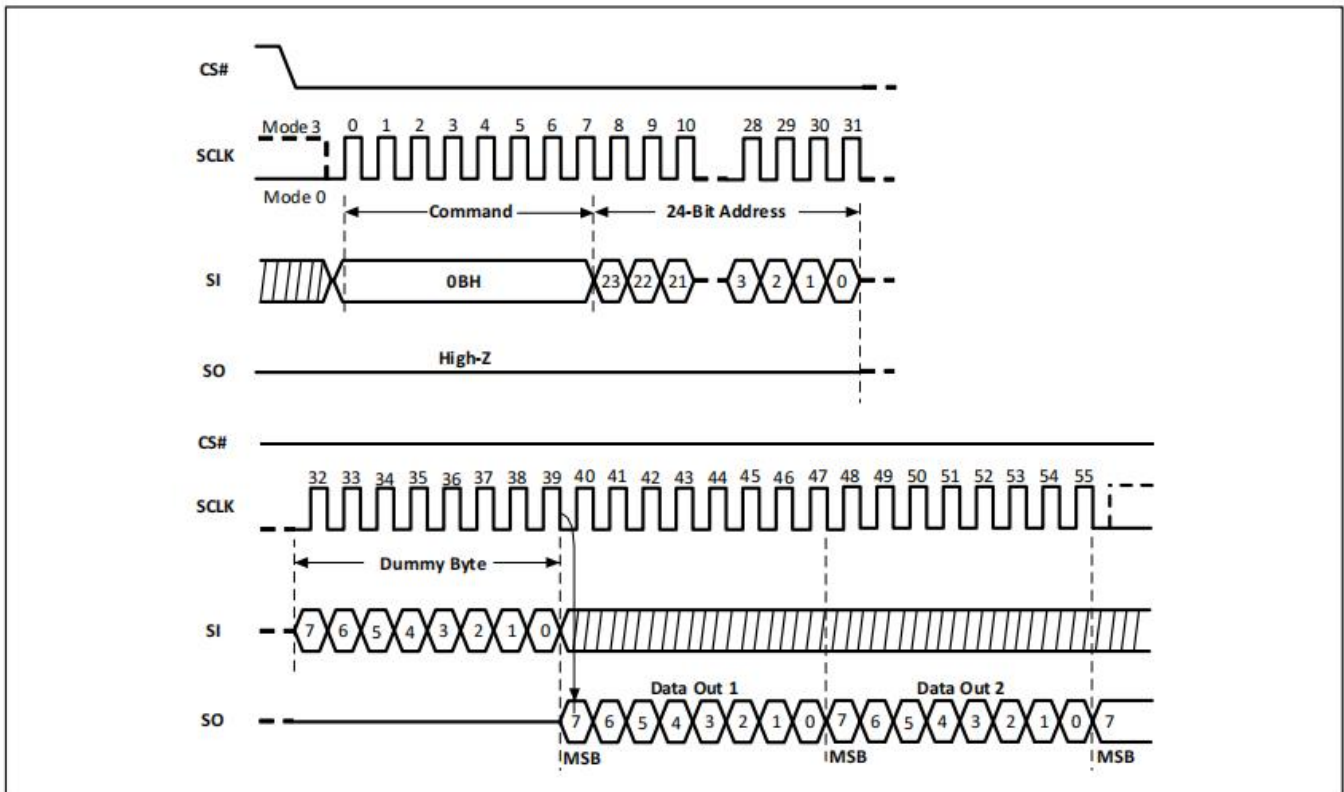 CS#
Mode 3 0 1 2 3 4 5 6 7 8 9 10 28 29 30 31
SCLK
Mode 0
Command 24-Bit Address
SI 0BH 23 22 21 3 2 1 0
High-Z
SO
CS#
32 33 34 35 36 37 38 39 40 41 42 43 44 45 46 47 48 49 50 51 52 53 54 55
SCLK
Dummy Byte
SI 7 6 5 4 3 2 1 0
Data Out 1 Data Out 2
SO 7 6 5 4 3 2 1 0 7 6 5 4 3 2 1 0 7
MSB MSB MSB